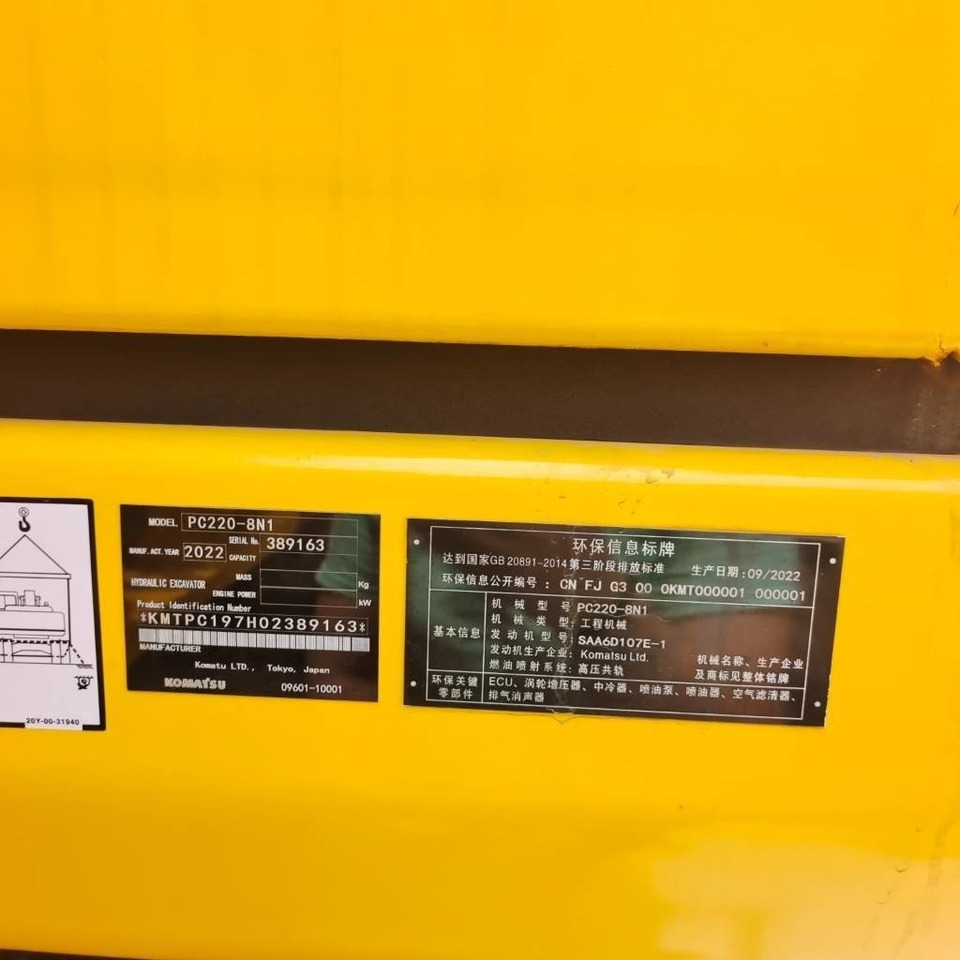 MODEL PC220-8N1
MANUF.ACT.YEAR 2022 SERIAL No. 389163
CAPACITY
MASS
HYDRAULIC EXCAVATOR Kg
ENGINE POWER kW
Product Identification Number
*KMTPC197H02389163*
MANUFACTURER
Komatu LTD., Tokyo, Japan
KOMATSU 09601-10001
20Y-00-31940
环保信息标牌
达到国家GB 20891-2014第三阶段排放标准 生产日期:09/2022
环保信息公开编号: CN FJ G3 00 0KMT000001 000001
基本信息
机械型号 PC220-8N1
机械类型:工程机械
发动机型号:SAA6D107E-1
发动机生产企业:Komatsu Ltd.
燃油喷射系统:高压共轨
机械名称、生产企业
及商标见整体铭牌
环保关键
零部件
ECU、涡轮增压器、中冷器、喷油泵、喷油器、空气滤清器、
排气消声器